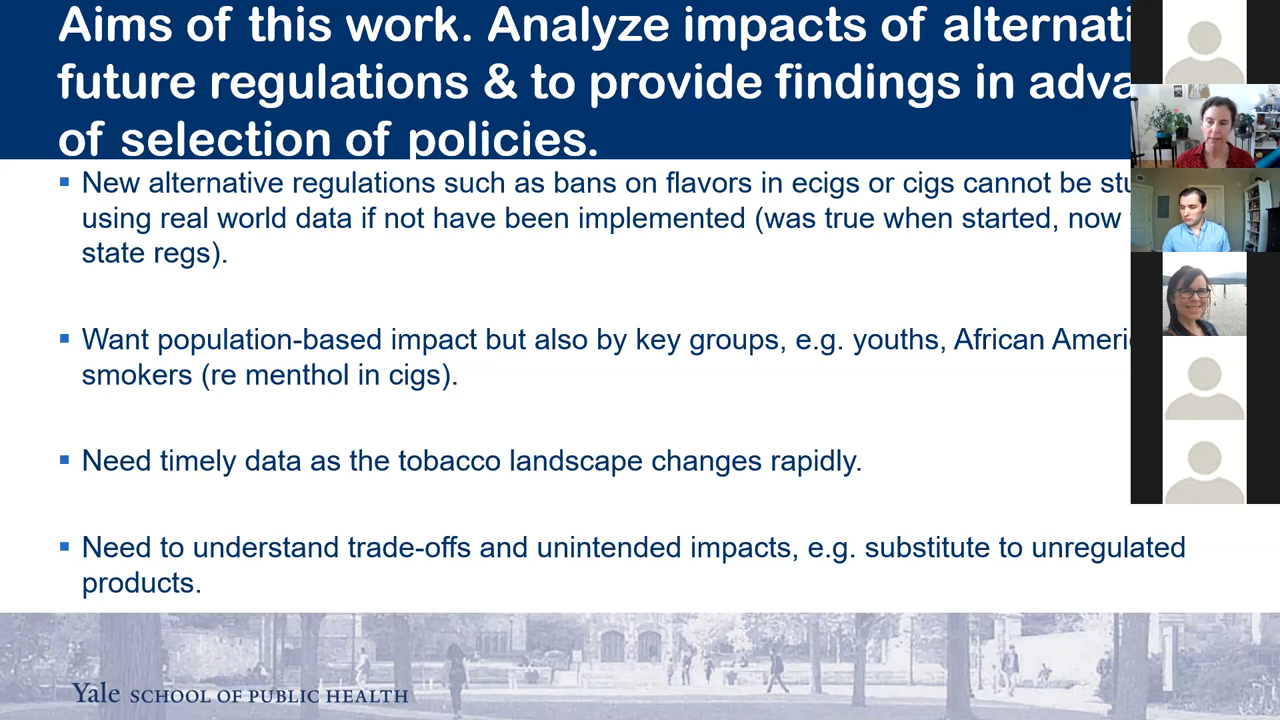 Aims of this work. Analyze impacts of alternati
future regulations & to provide findings in adva
of selection of policies.
New alternative regulations such as bans on flavors in ecigs or cigs cannot be stu
using real world data if not have been implemented (was true when started, now
state regs).
Want population-based impact but also by key groups, e.g. youths, African Ameri
smokers (re menthol in cigs).
Need timely data as the tobacco landscape changes rapidly.
Need to understand trade-offs and unintended impacts, e.g. substitute to unregulated
products.
Yale SCHOOL OF PUBLIC HEALTH